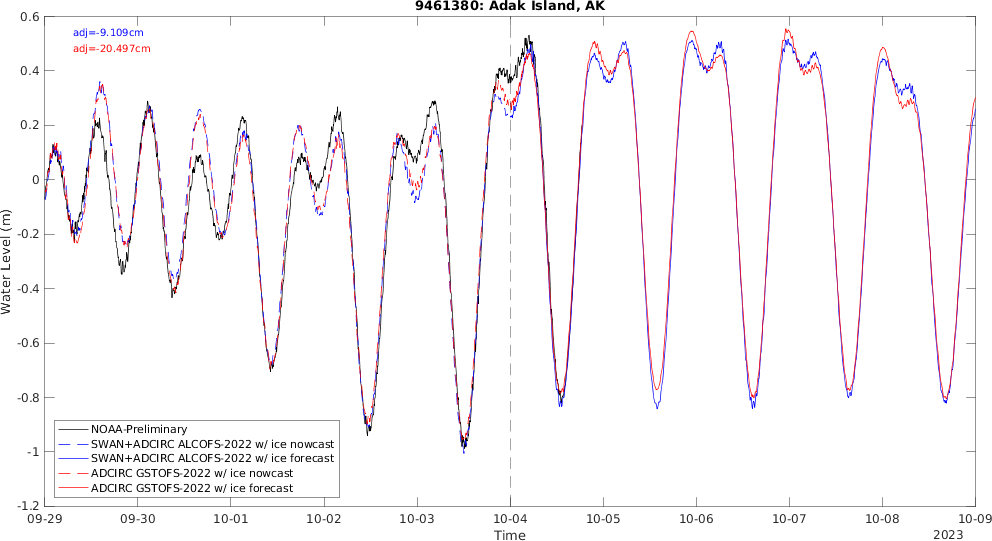 9461380: Adak Island, AK
adj=-9.109cm
adj=-20.497cm
0.6
0.4
0.2
0
-0.2
-0.4
-0.6
-0.8
-1
-1.2
Water Level (m)
NOAA-Preliminary
SWAN+ADCIRC ALCOFS-2022 w/ ice nowcast
SWAN+ADCIRC ALCOFS-2022 w/ ice forecast
ADCIRC GSTOFS-2022 w/ ice nowcast
ADCIRC GSTOFS-2022 w/ ice forecast
09-29 09-30 10-01 10-02 10-03 10-04 10-05 10-06 10-07 10-08 10-09
Time
2023